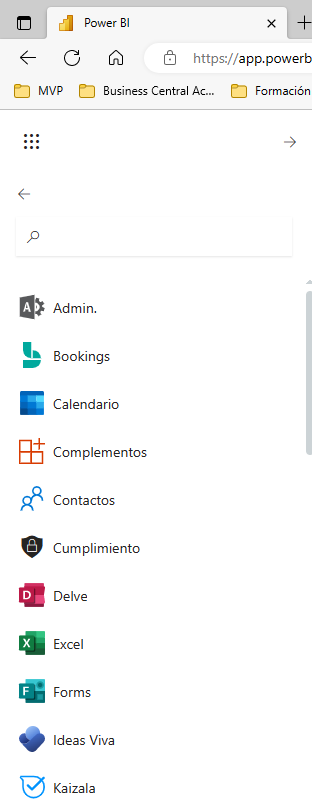 Power BI
https://app.powerb
MVP
Business Central Ac...
Formación
Admin.
Bookings
Calendario
Complementos
Contactos
Cumplimiento
Delve
Excel
Forms
Ideas Viva
Kaizala